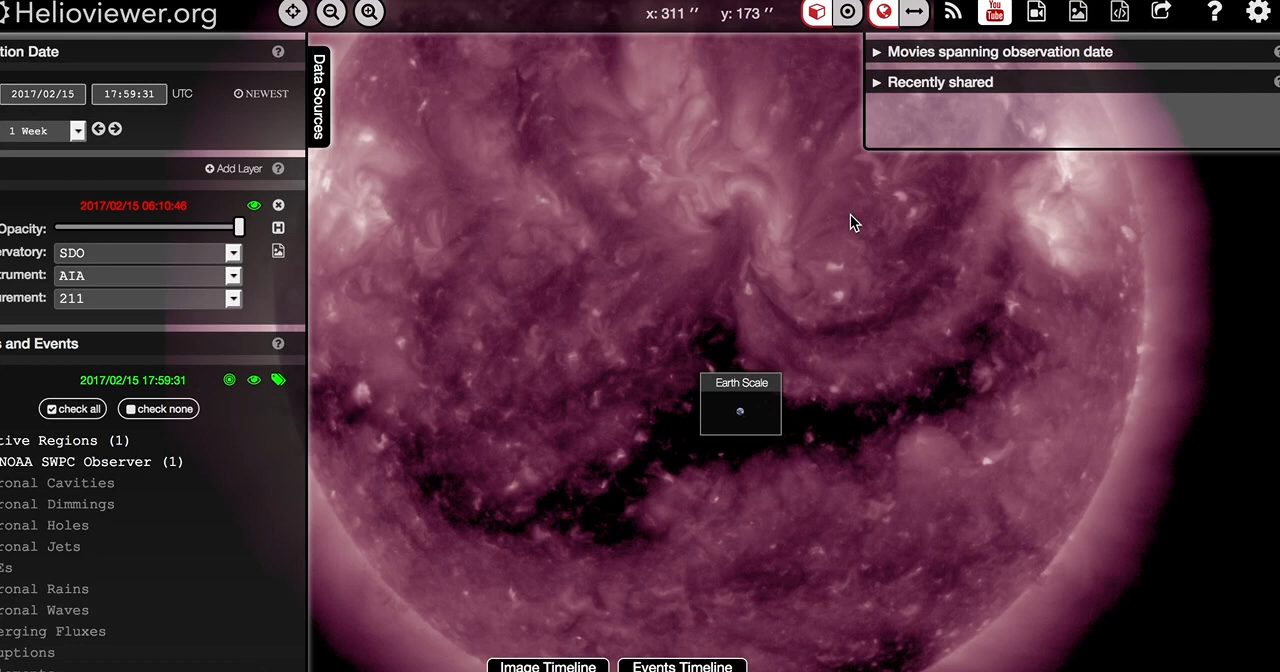 Helioviewer.org
x: 311 ″ y: 173 ″
You Tube
?
tion Date
?
2017/02/15 17:59:31 UTC NEWEST
1 Week
Add Layer ?
2017/02/15 06:10:46
Opacity:
rvatory: SDO
trument: AIA
urement: 211
s and Events ?
2017/02/15 17:59:31
check all check none
tive Regions (1)
NOAA SWPC Observer (1)
ronal Cavities
ronal Dimmings
ronal Holes
ronal Jets
Es
ronal Rains
ronal Waves
erging Fluxes
uptions
Data Sources
Movies spanning observation date
Recently shared
Earth Scale
Image Timeline Events Timeline